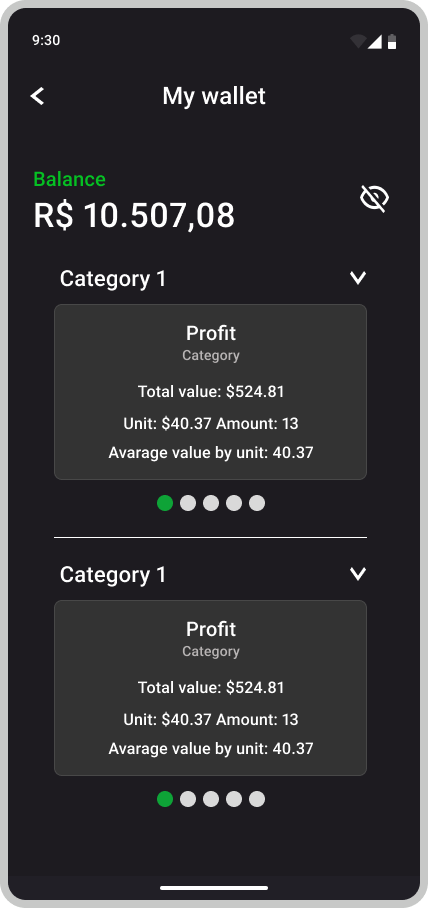 9:30
My wallet
Balance
R$ 10.507,08
Category 1
Profit
Category
Total value: $524.81
Unit: $40.37 Amount: 13
Avarage value by unit: 40.37
Category 1
Profit
Category
Total value: $524.81
Unit: $40.37 Amount: 13
Avarage value by unit: 40.37